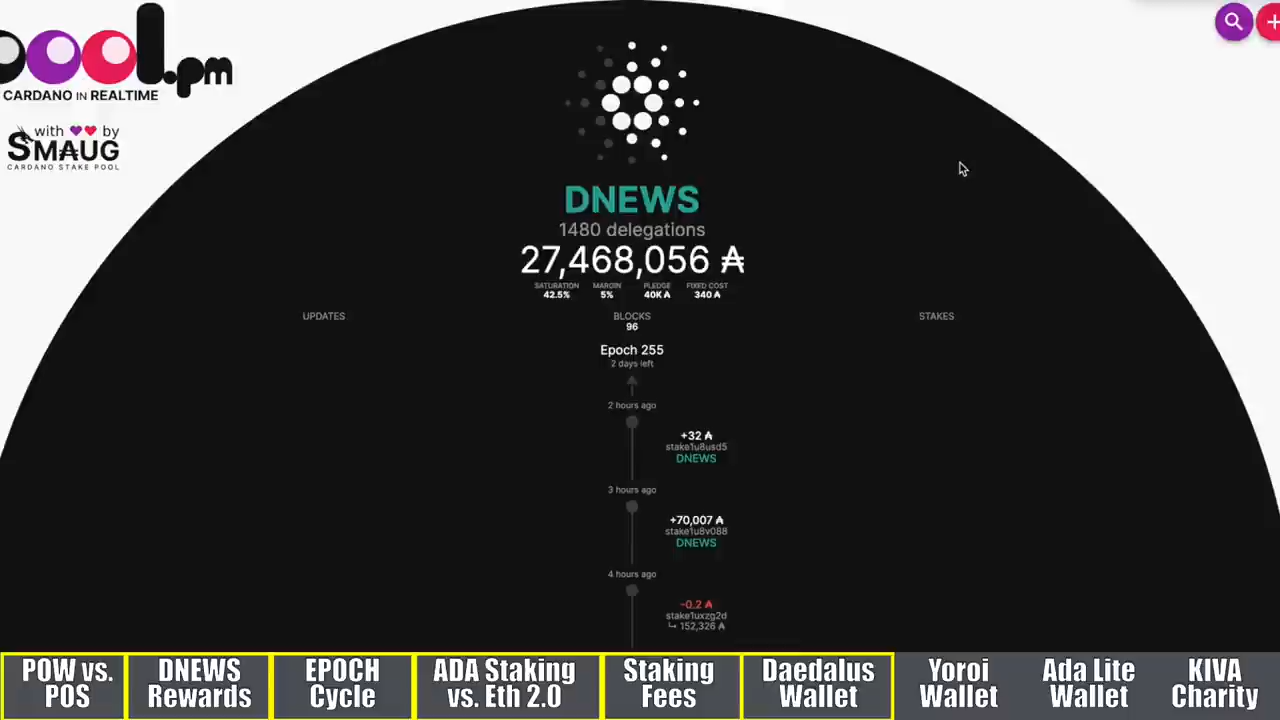 pool.pm
CARDANO IN REALTIME
with by
SMAUG
CARDANO STAKE POOL
DNEWS
1480 delegations
27,468,056 ₳
SATURATION MARGIN PLEDGE FIXED COST
42.5% 5% 40K ₳ 340 ₳
UPDATES BLOCKS STAKES
96
Epoch 255
2 days left
2 hours ago
+32 ₳
stake1u8usd5
DNEWS
3 hours ago
+70,007 ₳
stake1u8v088
DNEWS
4 hours ago
-0.2 ₳
stake1uxzg2d
↳ 152,326 ₳
POW vs.
POS
DNEWS
Rewards
EPOCH
Cycle
ADA Staking
vs. Eth 2.0
Staking
Fees
Daedalus
Wallet
Yoroi
Wallet
Ada Lite
Wallet
KIVA
Charity